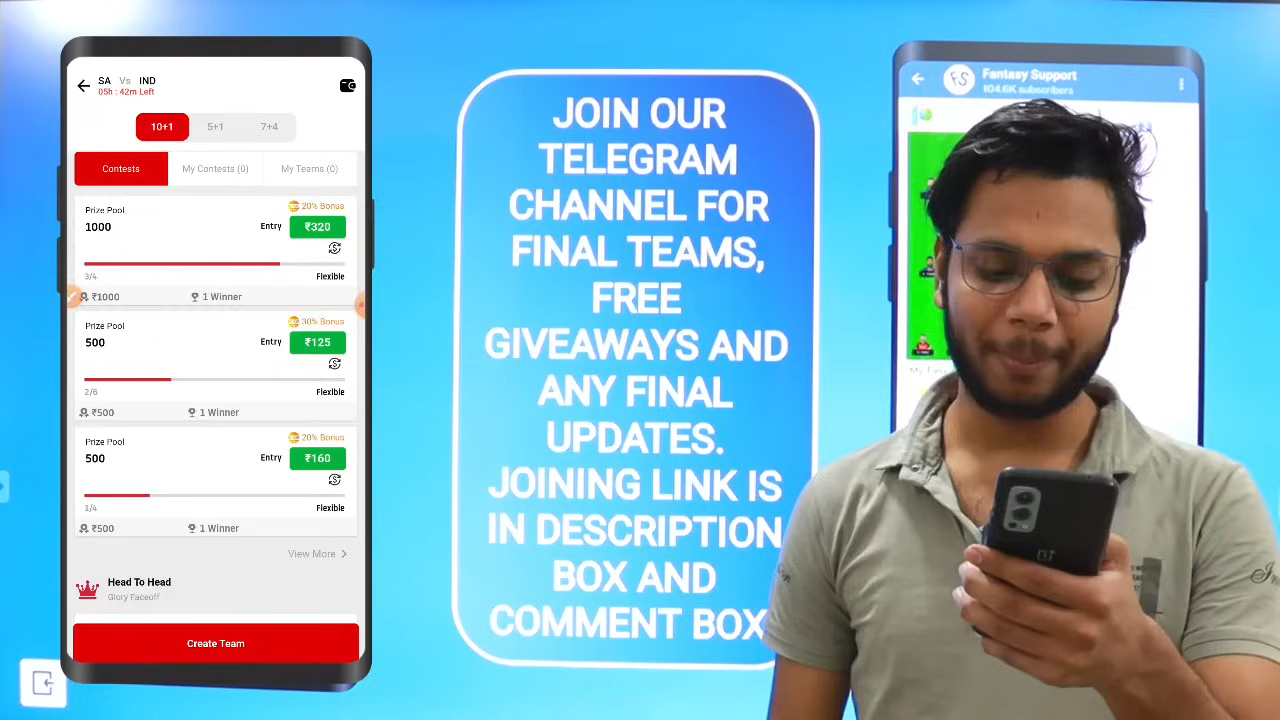 SA Vs IND
05h : 42m Left
10+1 5+1 7+4
Contests My Contests (0) My Teams (0)
20% Bonus
Prize Pool
1000 Entry ₹320
3/4 Flexible
₹1000 1 Winner
30% Bonus
Prize Pool
500 Entry ₹125
2/6 Flexible
₹500 1 Winner
20% Bonus
Prize Pool
500 Entry ₹160
1/4 Flexible
₹500 1 Winner
View More
Head To Head
Glory Faceoff
Create Team
JOIN OUR
TELEGRAM
CHANNEL FOR
FINAL TEAMS,
FREE
GIVEAWAYS AND
ANY FINAL
UPDATES.
JOINING LINK IS
IN DESCRIPTION
BOX AND
COMMENT BOX
FS
Fantasy Support
104.6K subscribers